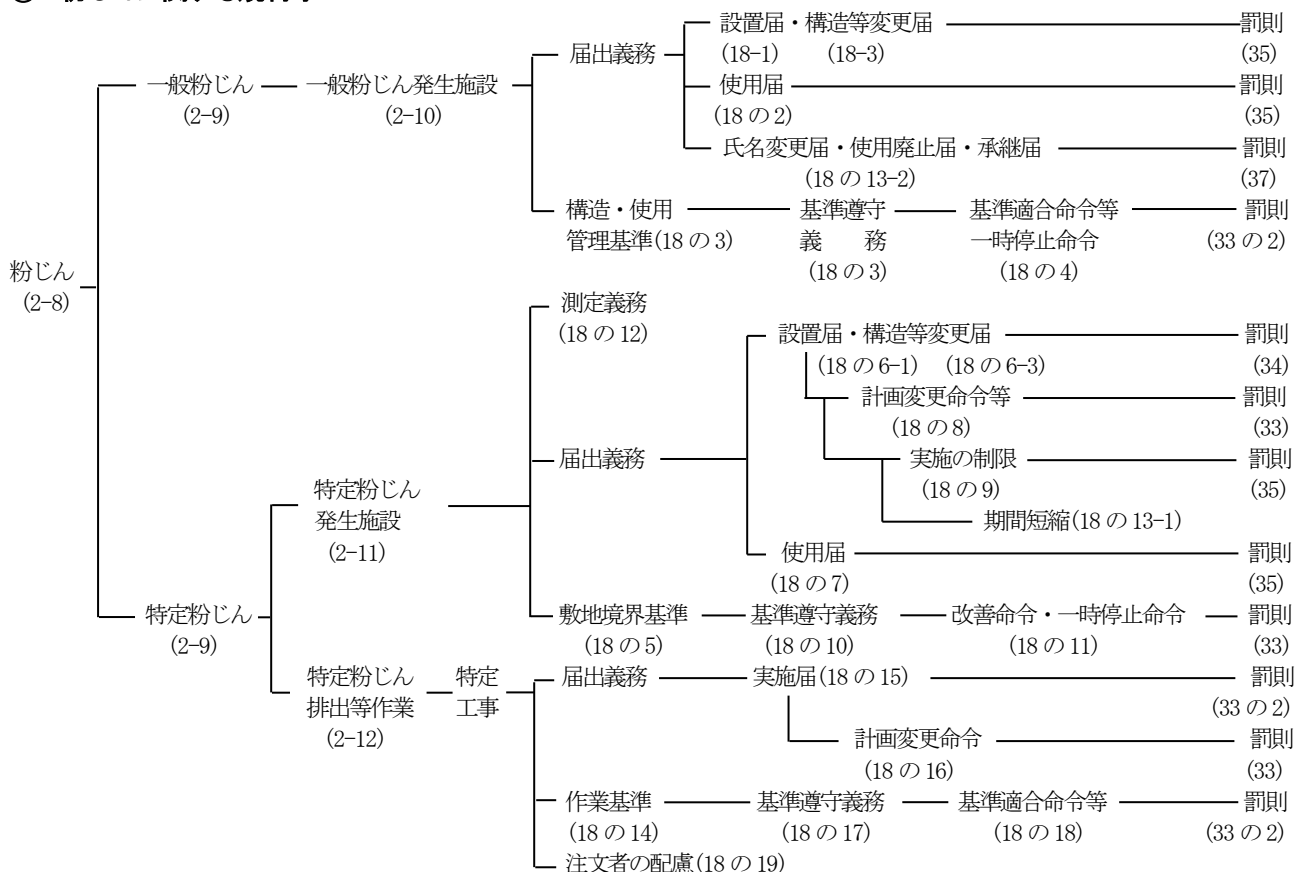 設置届・構造等変更届 罰則
届出義務 (18-1) (18-3) (35)
一般粉じん 一般粉じん発生施設 使用届 罰則
(2-9) (2-10) (18の2) (35)
氏名変更届・使用廃止届・承継届 罰則
(18の13-2) (37)
構造・使用 基準遵守 基準適合命令等 罰則
管理基準(18の3) 義 務 一時停止命令 (33の2)
(18の3) (18の4)
粉じん
(2-8)
測定義務
(18の12)
設置届・構造等変更届 罰則
(18の6-1) (18の6-3) (34)
計画変更命令等 罰則
(18の8) (33)
届出義務 実施の制限 罰則
(18の9) (35)
特定粉じん
発生施設
(2-11)
期間短縮(18の13-1)
使用届 罰則
(18の7) (35)
特定粉じん 敷地境界基準 基準遵守義務 改善命令・一時停止命令 罰則
(2-9) (18の5) (18の10) (18の11) (33)
特定粉じん 特定 届出義務 実施届(18の15) 罰則
排出等作業 工事 (33の2)
(2-12)
計画変更命令 罰則
(18の16) (33)
作業基準 基準遵守義務 基準適合命令等 罰則
(18の14) (18の17) (18の18) (33の2)
注文者の配慮(18の19)